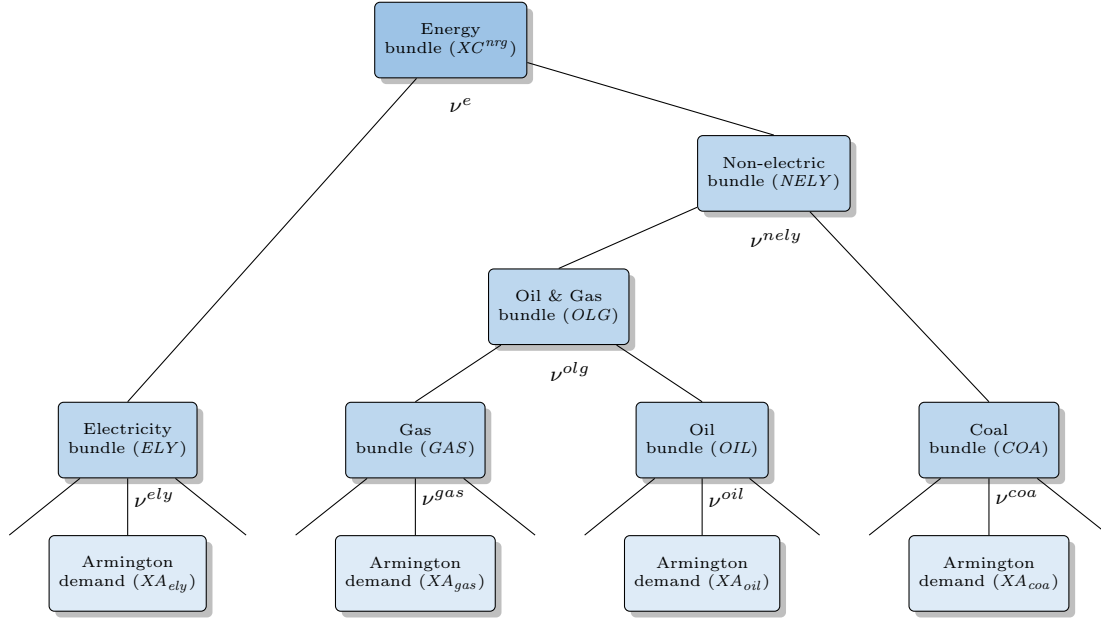 Energy
bundle (XC^nrg)
ν^e
Non-electric
bundle (NELY)
ν^nely
Oil & Gas
bundle (OLG)
ν^olg
Electricity
bundle (ELY)
Gas
bundle (GAS)
Oil
bundle (OIL)
Coal
bundle (COA)
ν^ely
ν^gas
ν^oil
ν^coa
Armington
demand (XA_ely)
Armington
demand (XA_gas)
Armington
demand (XA_oil)
Armington
demand (XA_coa)